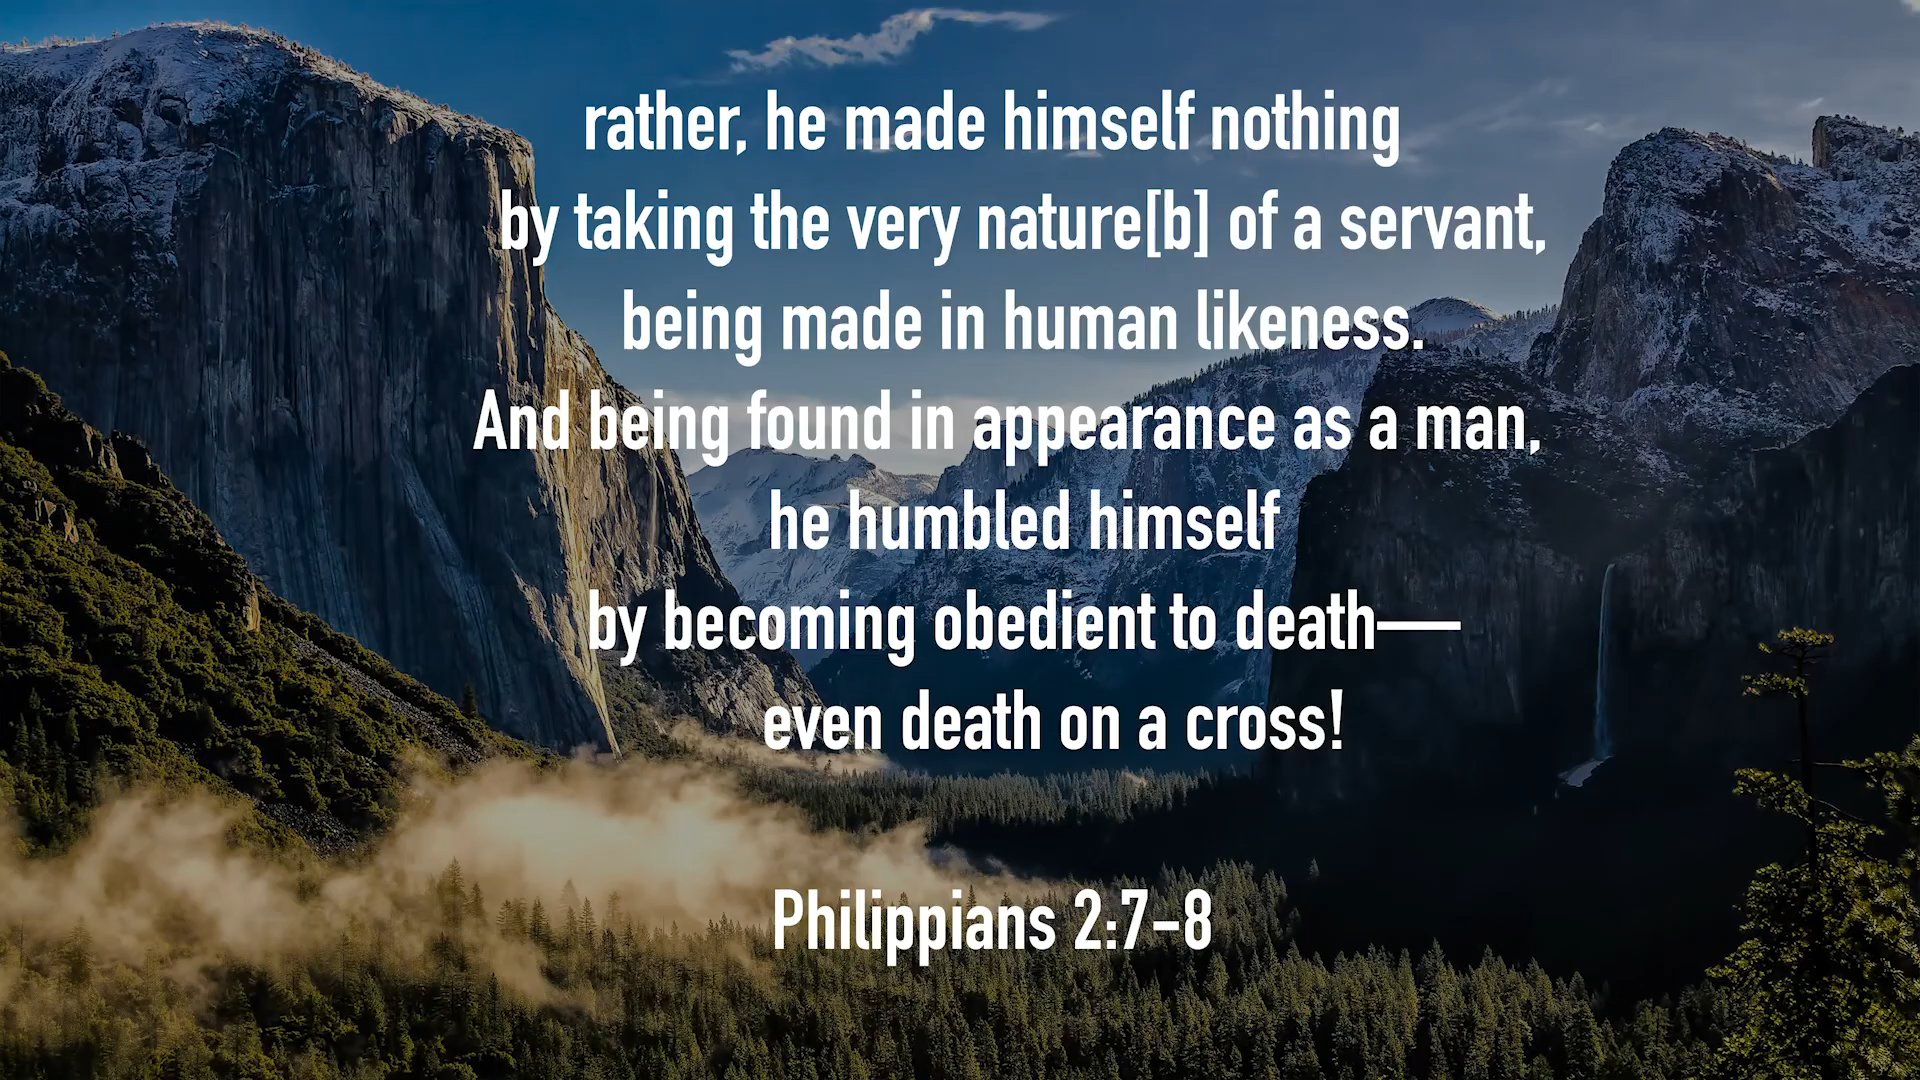 rather, he made himself nothing
by taking the very nature[b] of a servant,
being made in human likeness.
And being found in appearance as a man,
he humbled himself
by becoming obedient to death—
even death on a cross!
Philippians 2:7-8